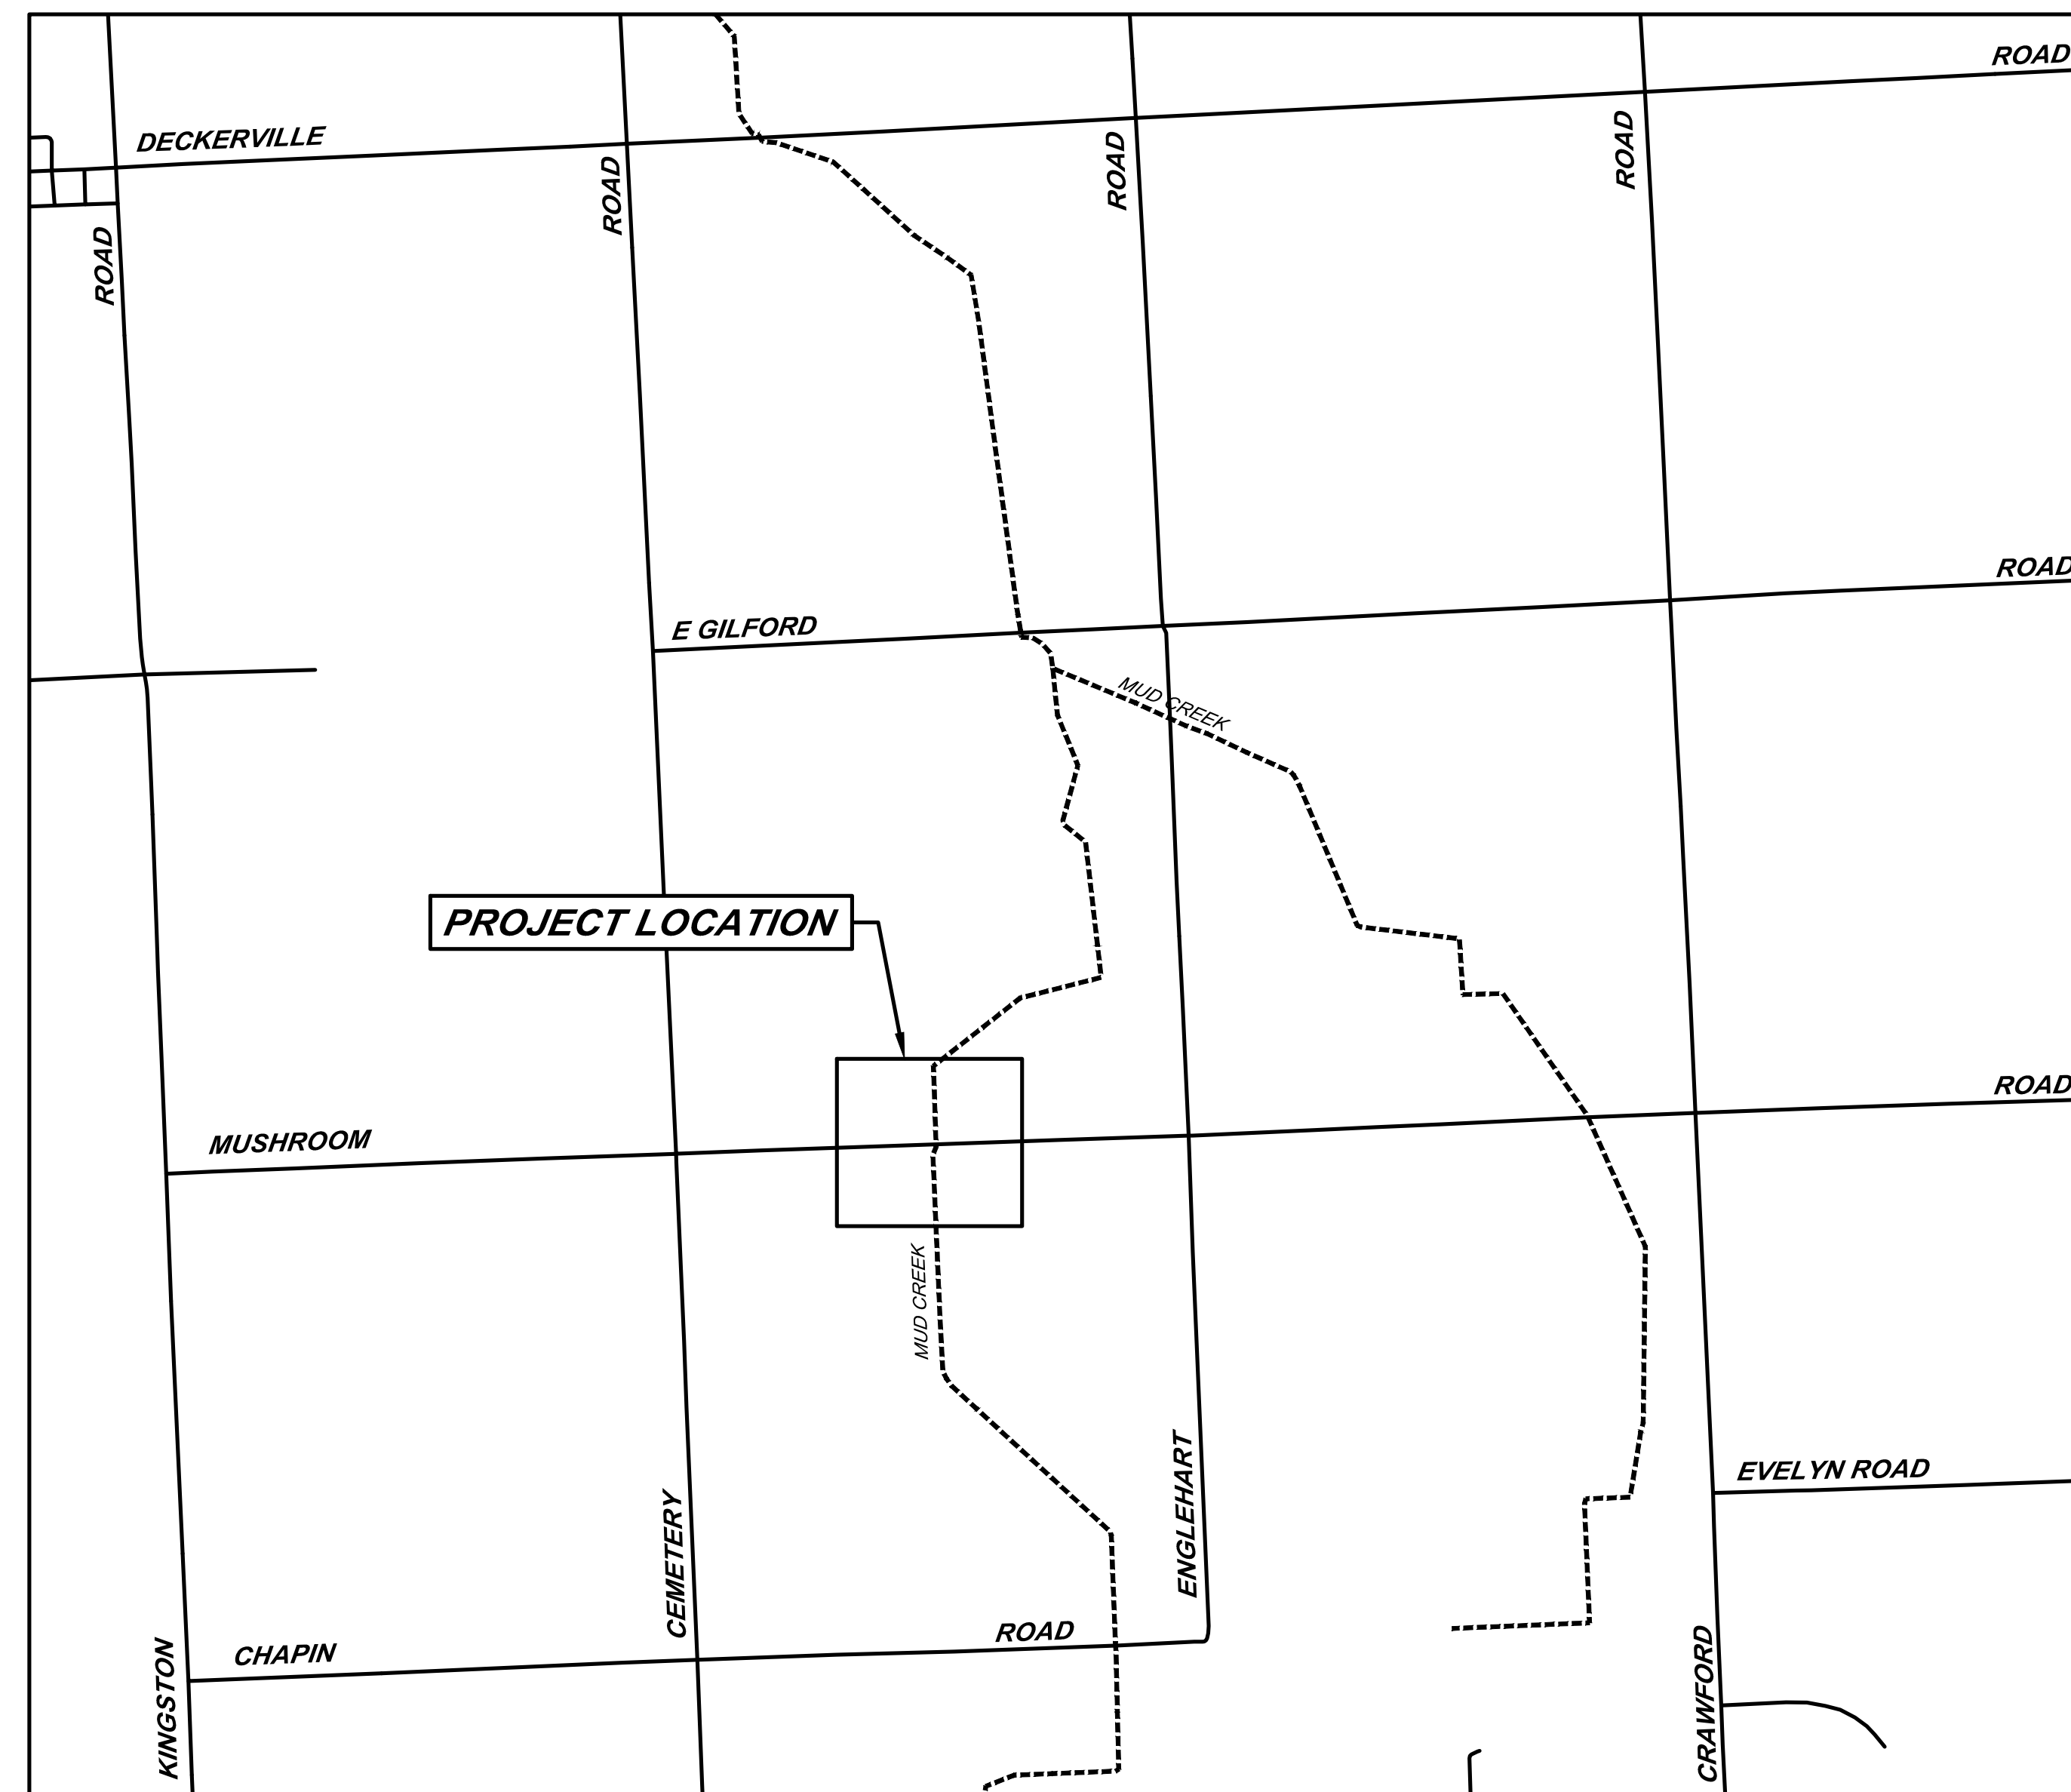 ROAD
DECKERVILLE
ROAD
ROAD
ROAD
ROAD
ROAD
E GILFORD
MUD CREEK
PROJECT LOCATION
ROAD
MUSHROOM
MUD CREEK
EVELYN ROAD
ENGLEHART
CEMETERY
ROAD
CHAPIN
KINGSTON
CRAWFORD